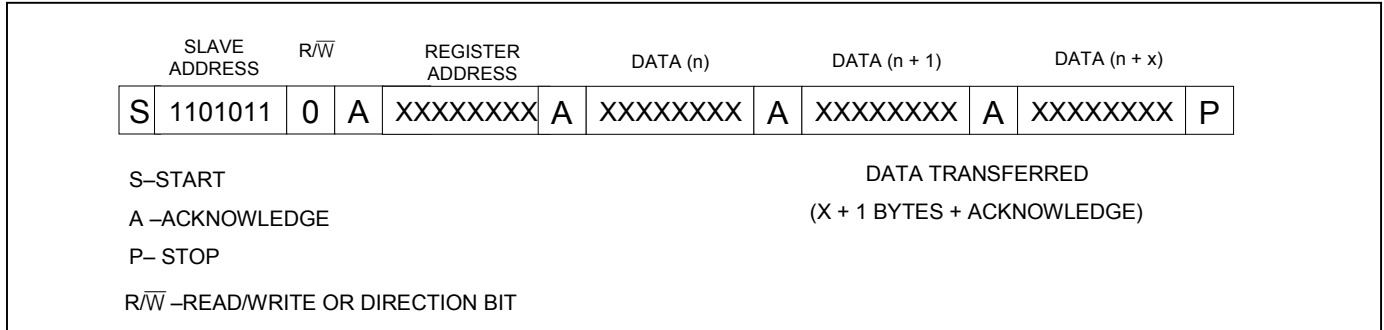 SLAVE ADDRESS R/W̅ REGISTER ADDRESS DATA (n) DATA (n + 1) DATA (n + x)
S 1101011 0 A XXXXXXXX A XXXXXXXX A XXXXXXXX A XXXXXXXX P
S–START
DATA TRANSFERRED
A –ACKNOWLEDGE
(X + 1 BYTES + ACKNOWLEDGE)
P– STOP
R/W̅ –READ/WRITE OR DIRECTION BIT